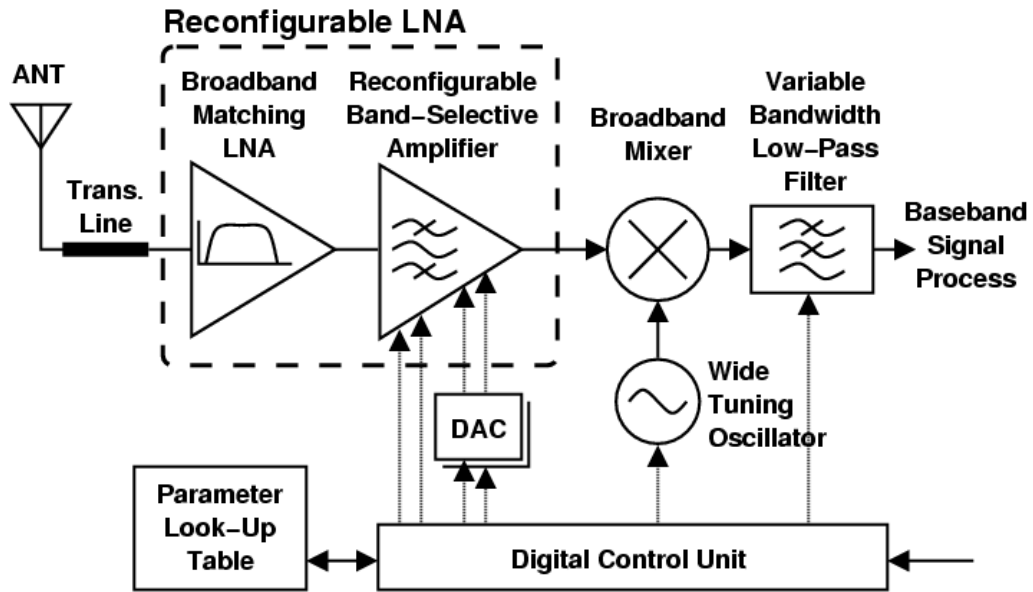 Reconfigurable LNA
ANT
Broadband
Matching
LNA
Reconfigurable
Band–Selective
Amplifier
Broadband
Mixer
Variable
Bandwidth
Low–Pass
Filter
Trans.
Line
Baseband
Signal
Process
Wide
Tuning
Oscillator
DAC
Parameter
Look–Up
Table
Digital Control Unit